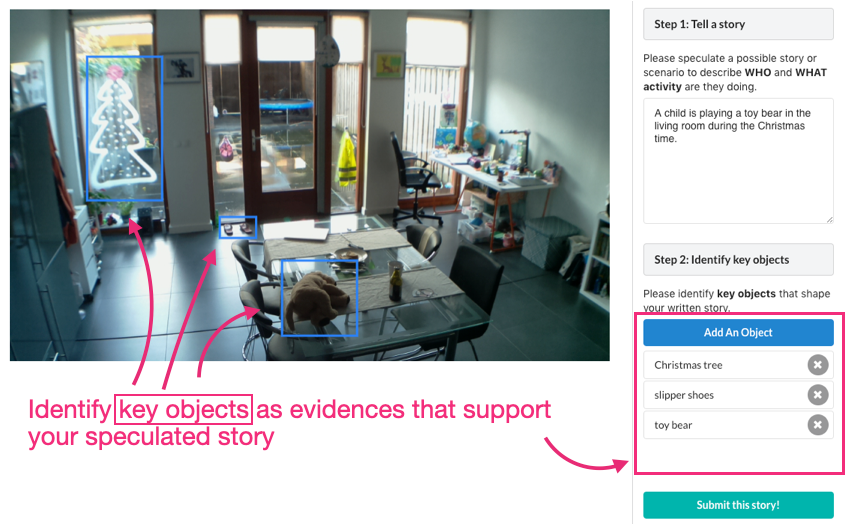 Step 1: Tell a story
Please speculate a possible story or
scenario to describe WHO and WHAT
activity are they doing.
A child is playing a toy bear in the
living room during the Christmas
time.
Step 2: Identify key objects
Please identify key objects that shape
your written story.
Add An Object
Christmas tree
slipper shoes
toy bear
Submit this story!
Identify key objects as evidences that support
your speculated story